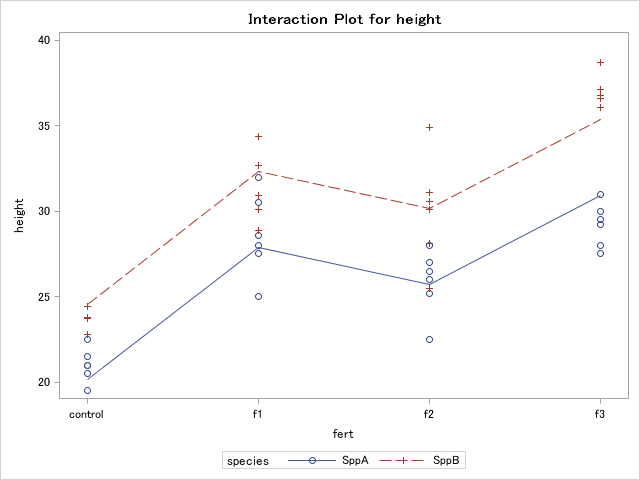 Interaction Plot for height
40
35
30
25
20
height
control f1 f2 f3
fert
species SppA SppB